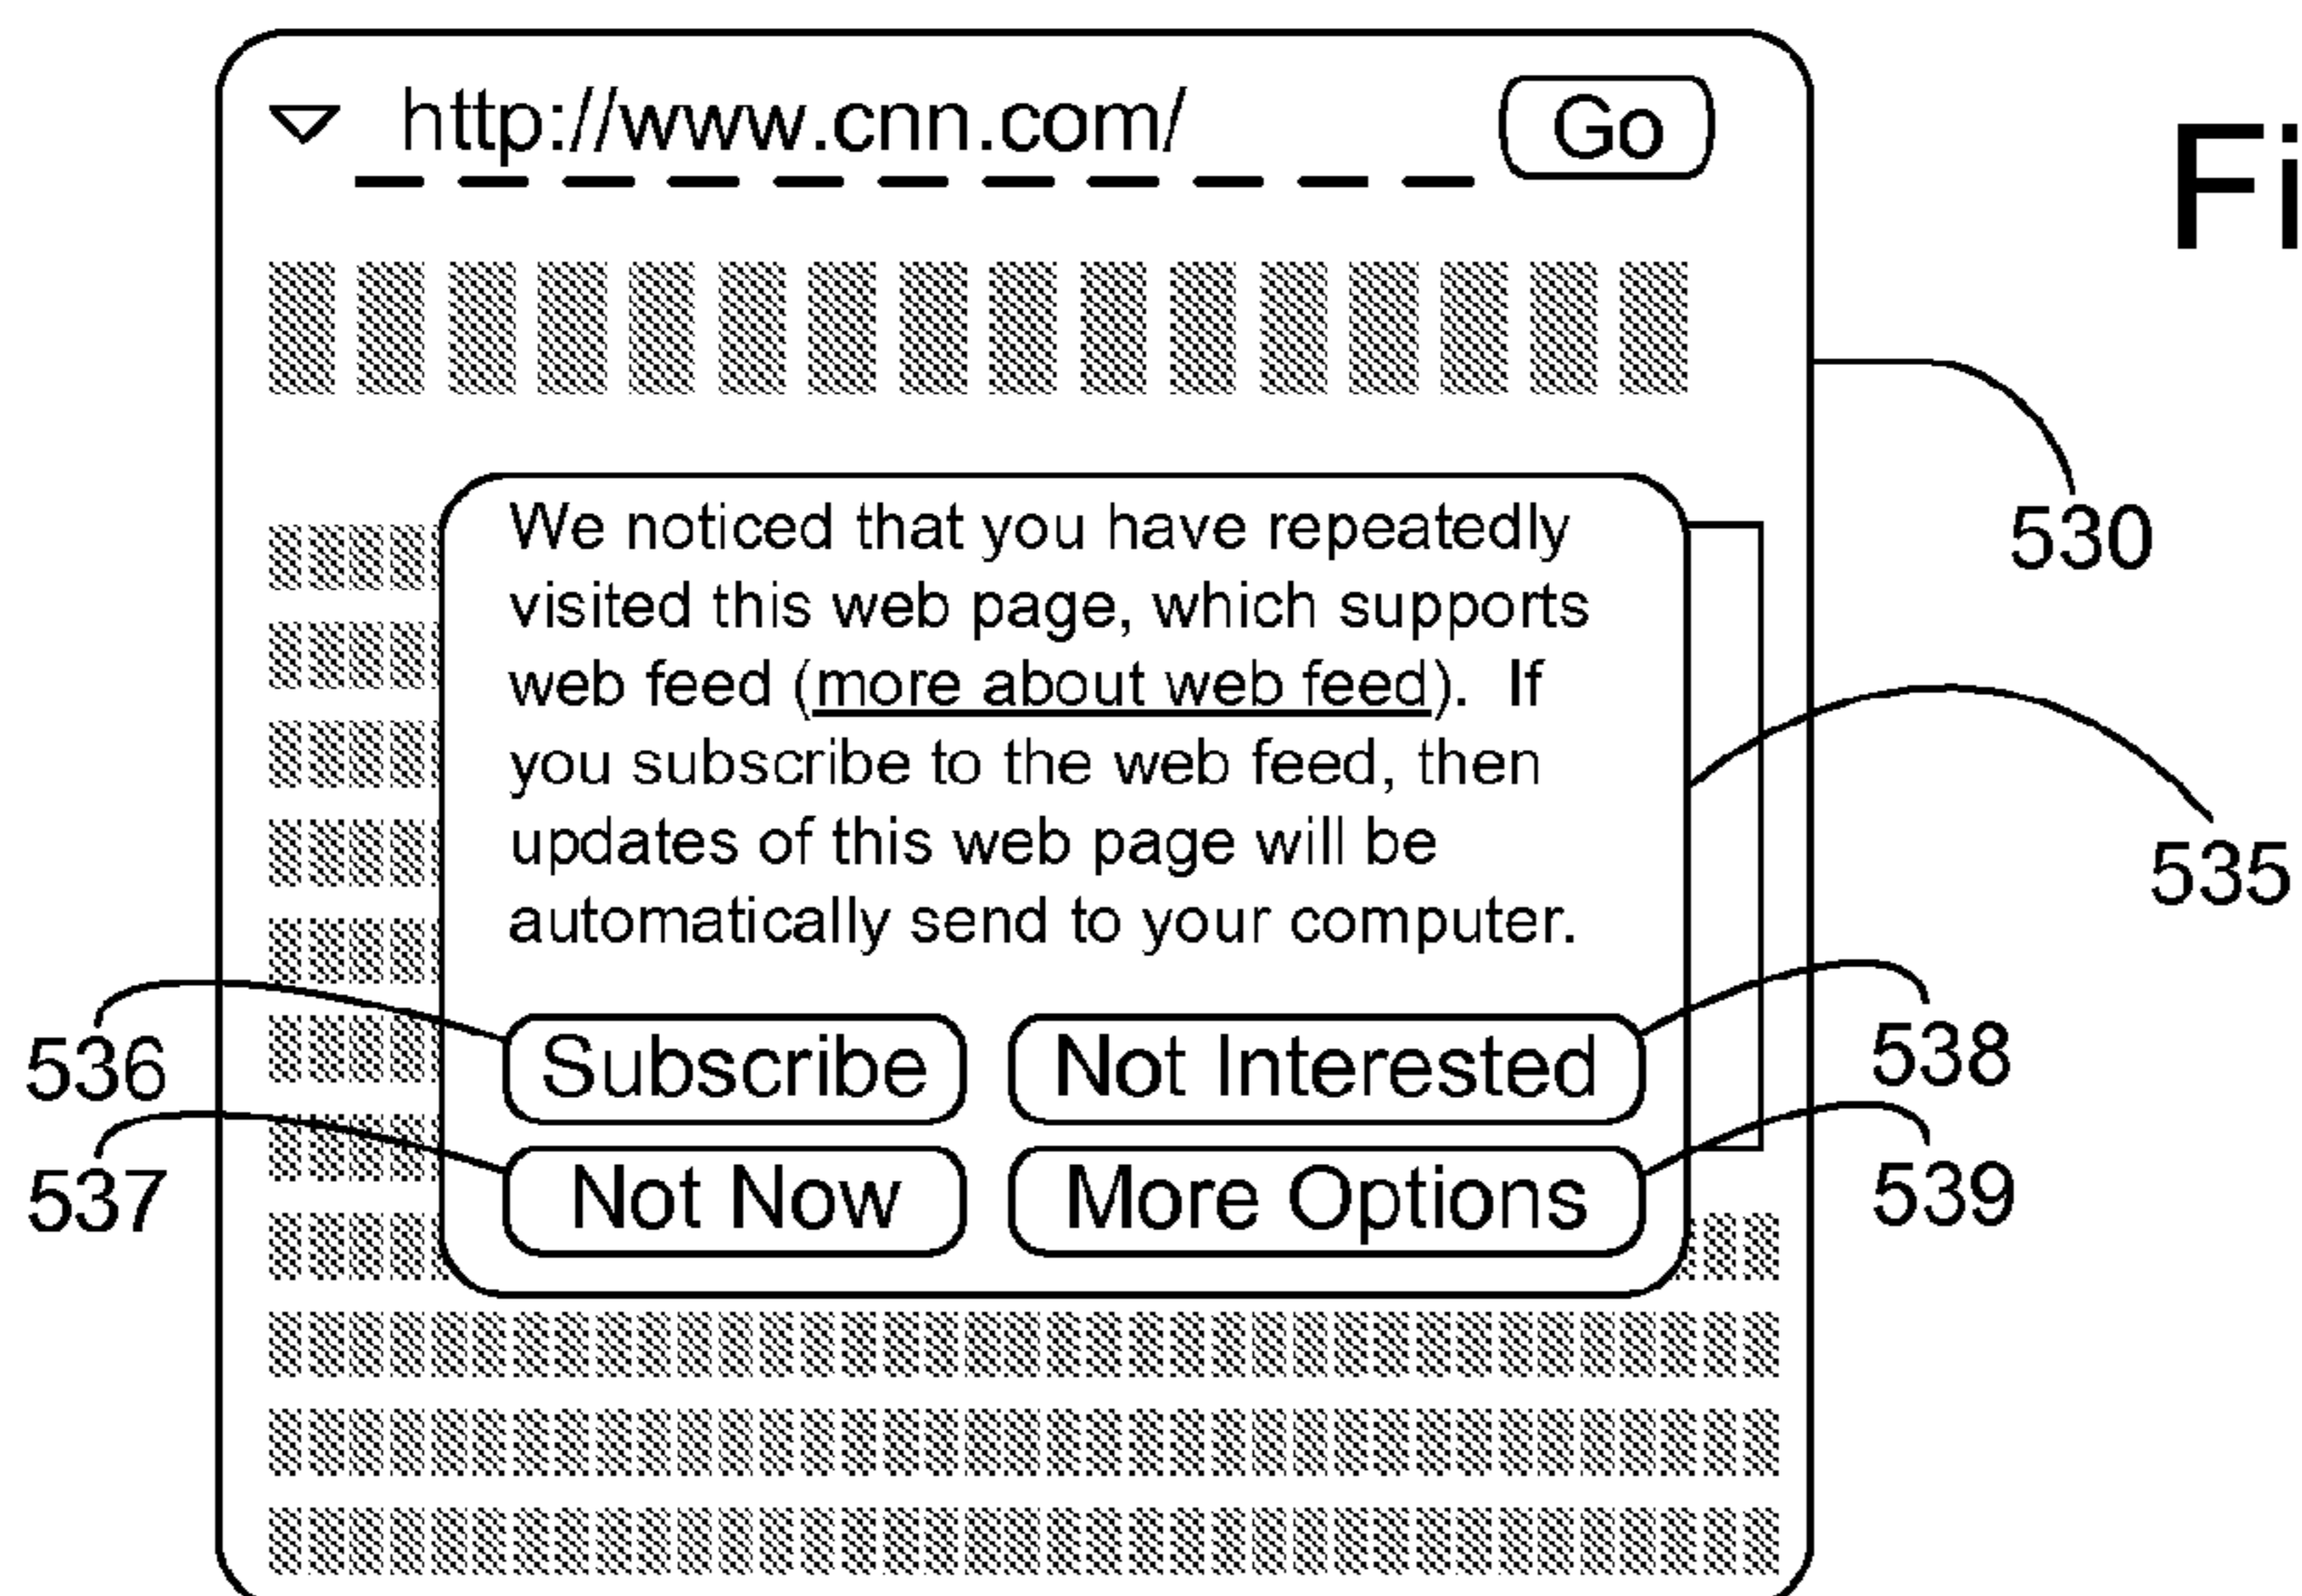 http://www.cnn.com/ Go
Fi
We noticed that you have repeatedly
visited this web page, which supports
web feed (more about web feed). If
you subscribe to the web feed, then
updates of this web page will be
automatically send to your computer.
530
535
536 Subscribe Not Interested 538
537 Not Now More Options 539